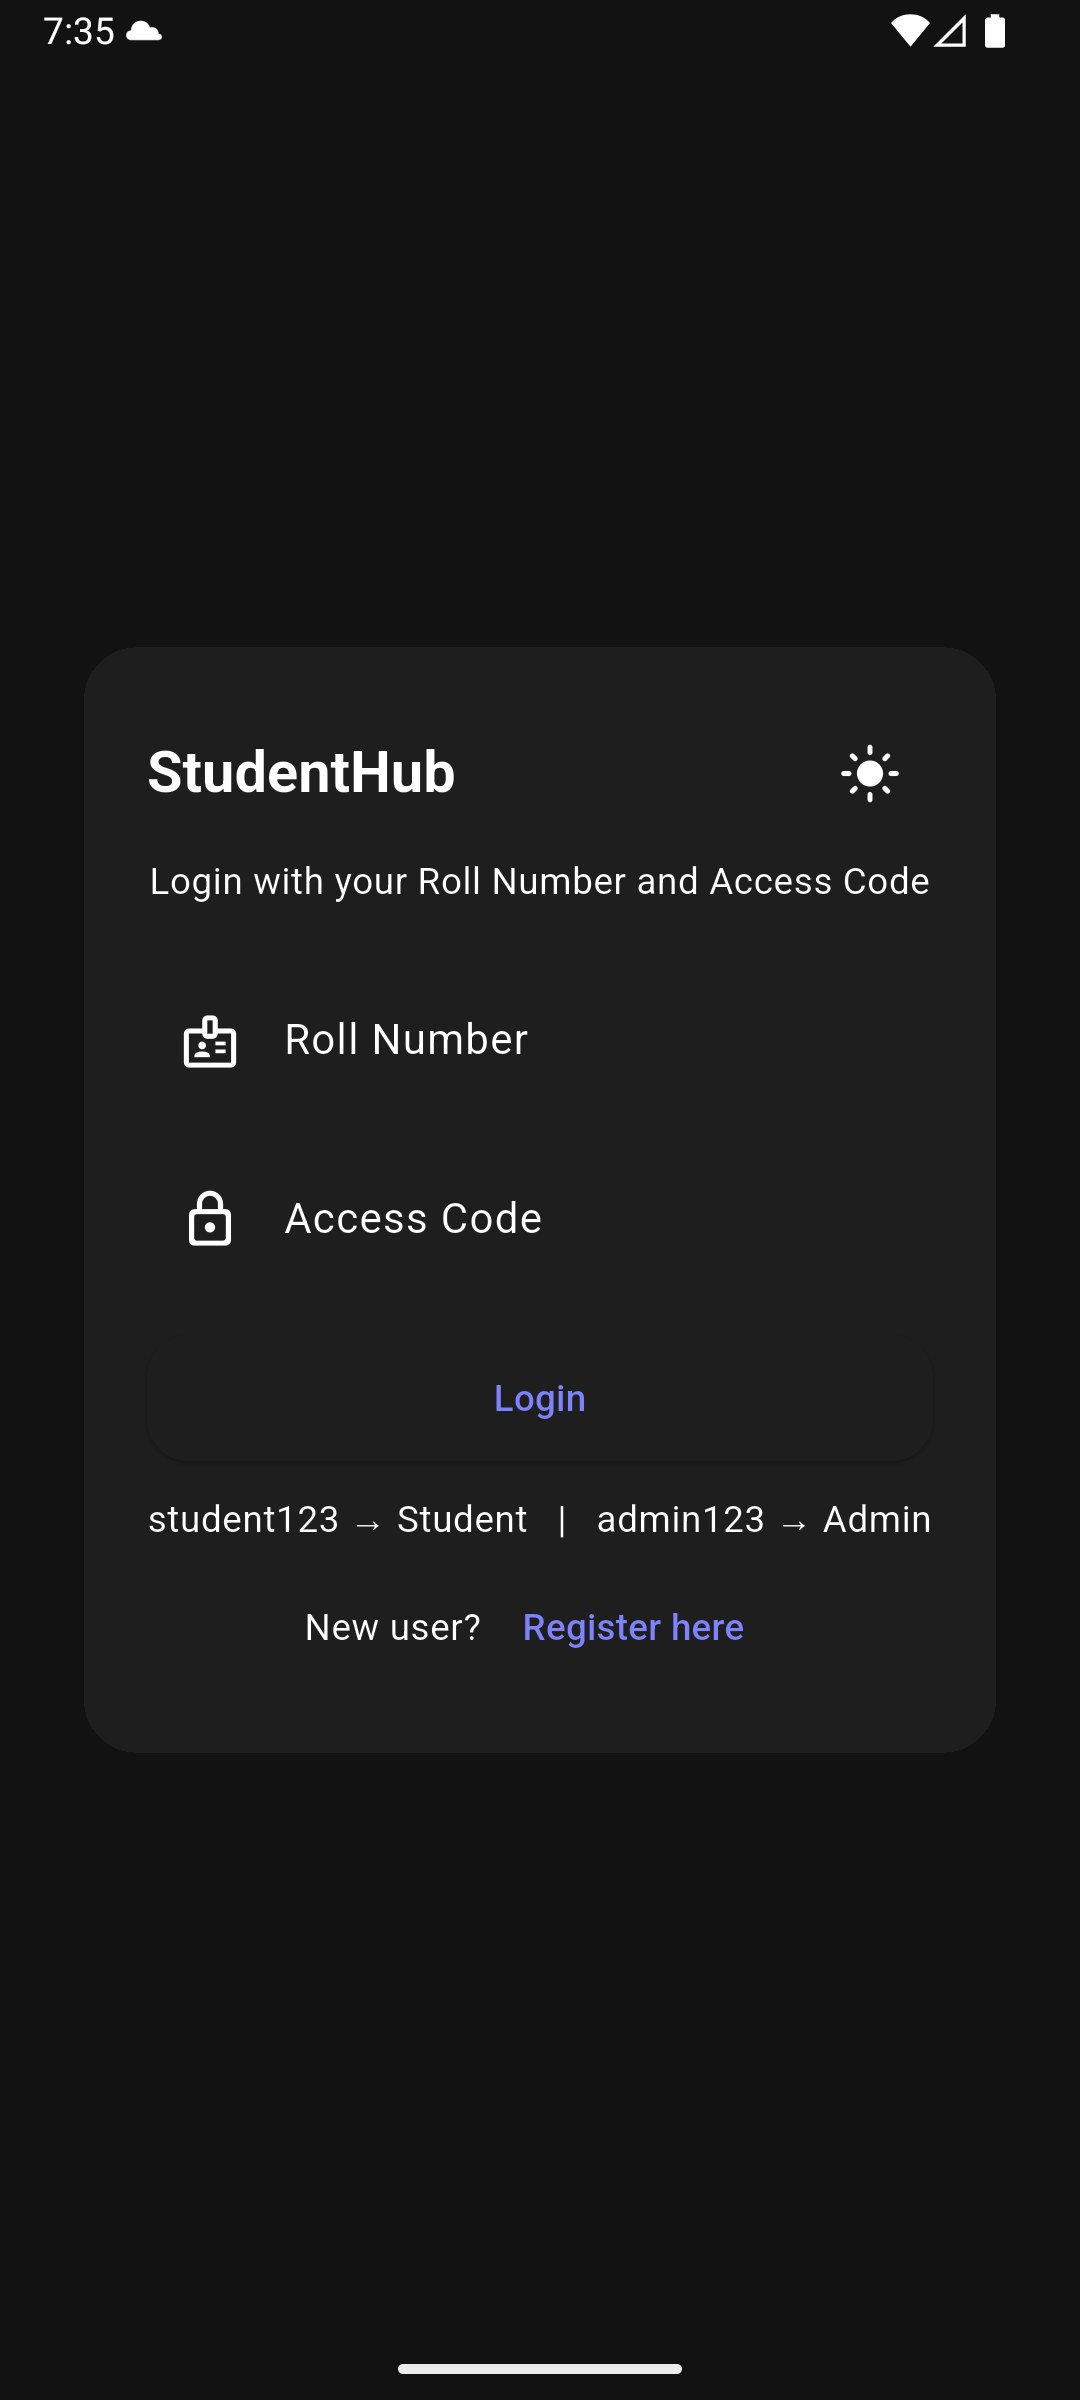 7:35
StudentHub
Login with your Roll Number and Access Code
Roll Number
Access Code
Login
student123 → Student | admin123 → Admin
New user? Register here